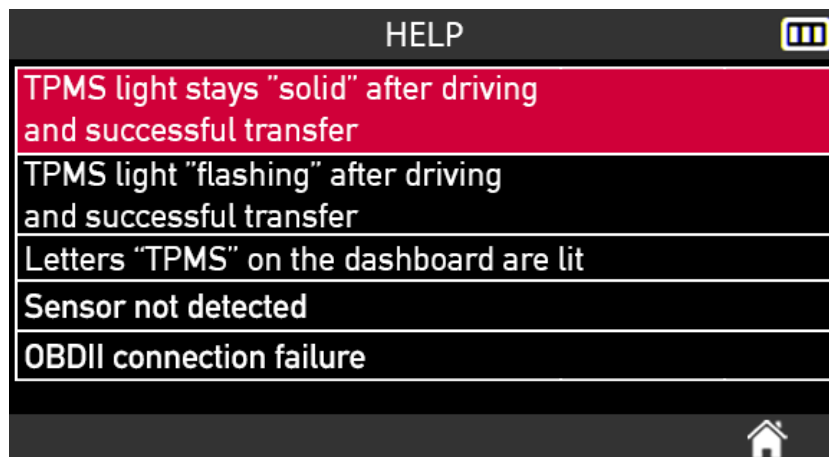 HELP
TPMS light stays ”solid” after driving
and successful transfer
TPMS light ”flashing” after driving
and successful transfer
Letters “TPMS” on the dashboard are lit
Sensor not detected
OBDII connection failure